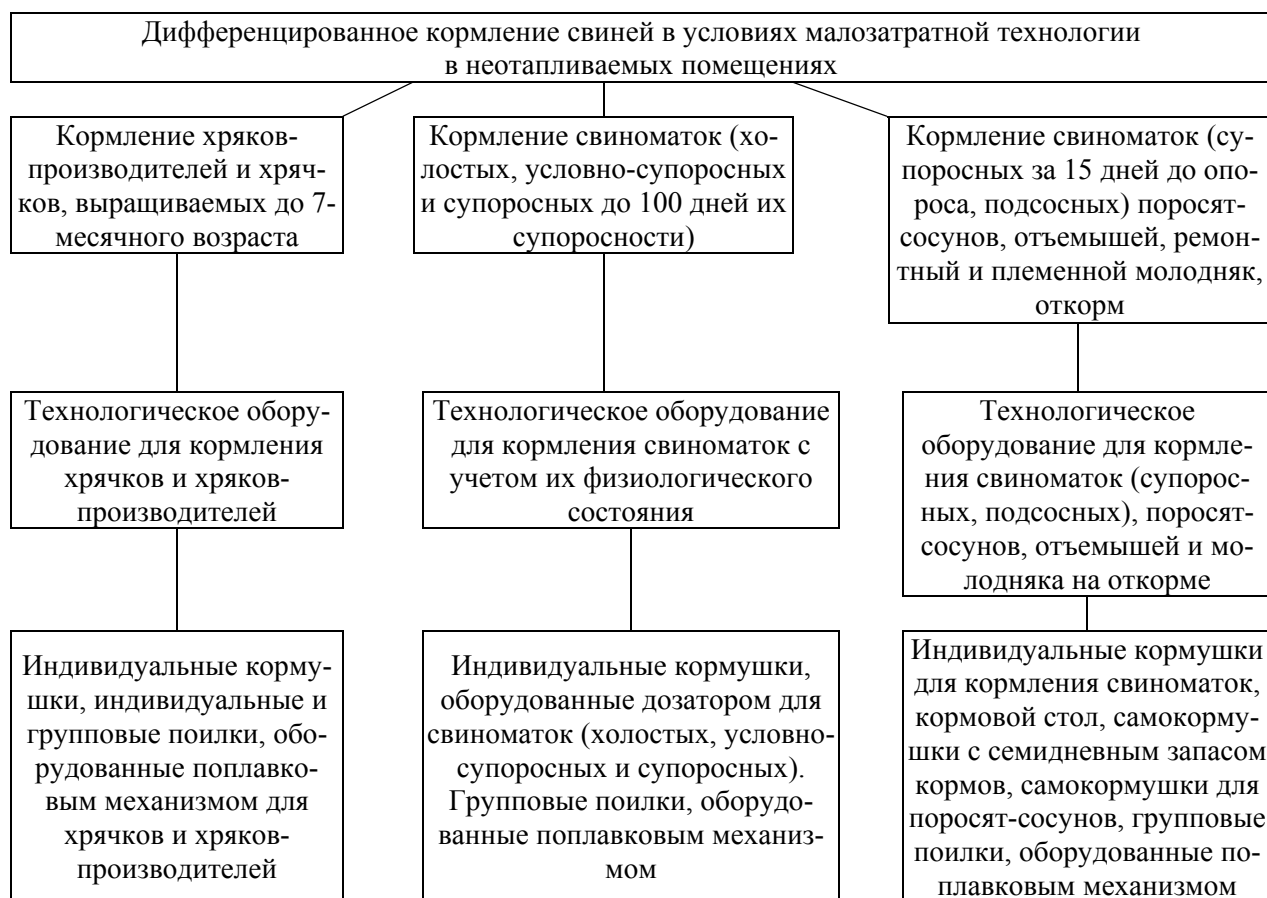 Дифференцированное кормление свиней в условиях малозатратной технологии
в неотапливаемых помещениях
Кормление хряков-
производителей и хряч-
ков, выращиваемых до 7-
месячного возраста
Кормление свиноматок (хо-
лостых, условно-супоросных
и супоросных до 100 дней их
супоросности)
Кормление свиноматок (су-
поросных за 15 дней до опо-
роса, подсосных) поросят-
сосунов, отъемышей, ремон-
тный и племенной молодняк,
откорм
Технологическое обору-
дование для кормления
хрячков и хряков-
производителей
Технологическое оборудование
для кормления свиноматок с
учетом их физиологического
состояния
Технологическое
оборудование для кормле-
ния свиноматок (супорос-
ных, подсосных), поросят-
сосунов, отъемышей и мо-
лодняка на откорме
Индивидуальные корму-
шки, индивидуальные и
групповые поилки, обо-
рудованные поплавко-
вым механизмом для
хрячков и хряков-
производителей
Индивидуальные кормушки,
оборудованные дозатором для
свиноматок (холостых, условно-
супоросных и супоросных).
Групповые поилки, оборудо-
ванные поплавковым механиз-
мом
Индивидуальные кормушки
для кормления свиноматок,
кормовой стол, самокорму-
шки с семидневным запасом
кормов, самокормушки для
поросят-сосунов, групповые
поилки, оборудованные по-
плавковым механизмом